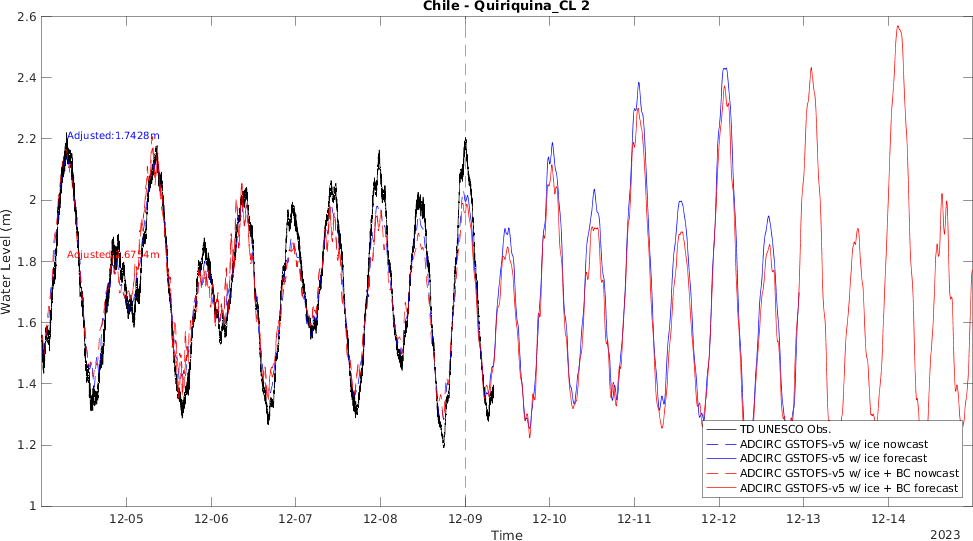 Chile - Quiriquina_CL 2
Water Level (m)
2.6
2.4
2.2
2
1.8
1.6
1.4
1.2
1
Adjusted:1.7428m
TD UNESCO Obs.
ADCIRC GSTOFS-v5 w/ ice nowcast
ADCIRC GSTOFS-v5 w/ ice forecast
ADCIRC GSTOFS-v5 w/ ice + BC nowcast
ADCIRC GSTOFS-v5 w/ ice + BC forecast
12-05 12-06 12-07 12-08 12-09 12-10 12-11 12-12 12-13 12-14
Time
2023